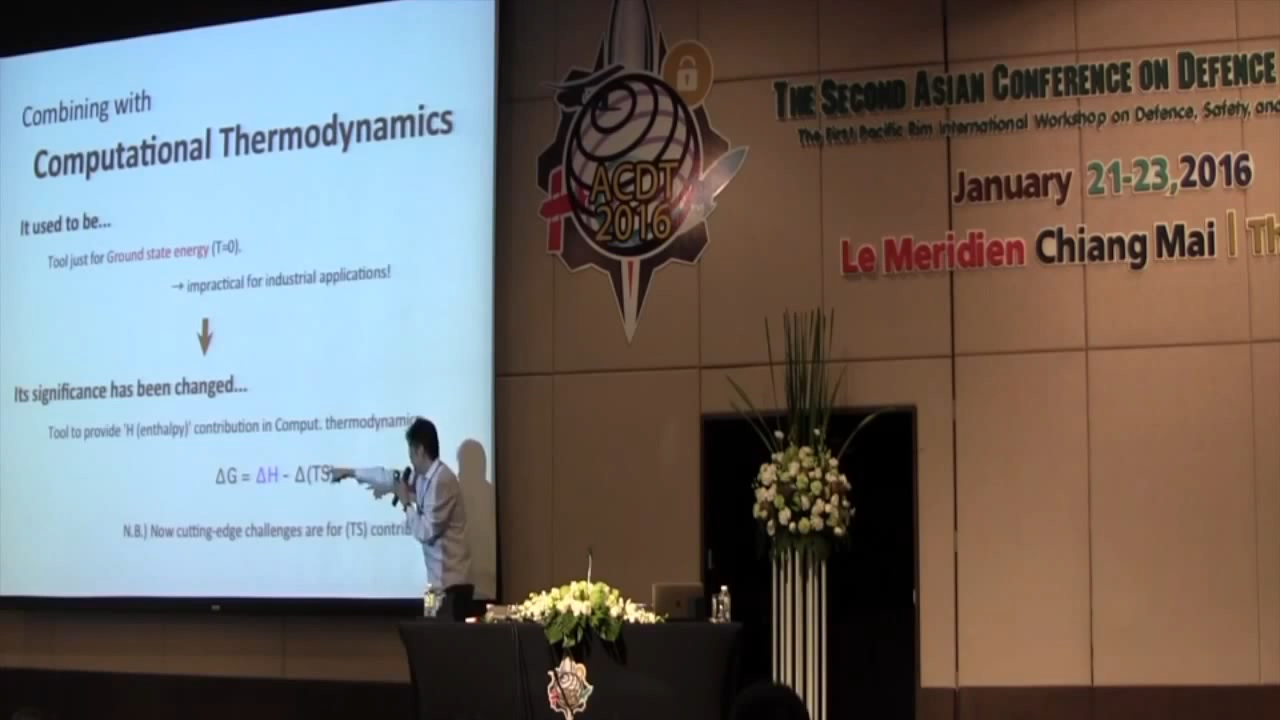 Combining with
Computational Thermodynamics
It used to be...
Tool just for Ground state energy (T=0).
→ impractical for industrial applications!
Its significance has been changed...
Tool to provide 'H (enthalpy)' contribution in Comput. thermodynamic
ΔG = ΔH - Δ(TS)
N.B.) Now cutting-edge challenges are for (TS) contrib
ACDT
2016
THE SECOND ASIAN CONFERENCE ON DEFENCE
The First Pacific Rim International Workshop on Defence, Safety, and
January 21-23,2016
Le Meridien Chiang Mai | Th